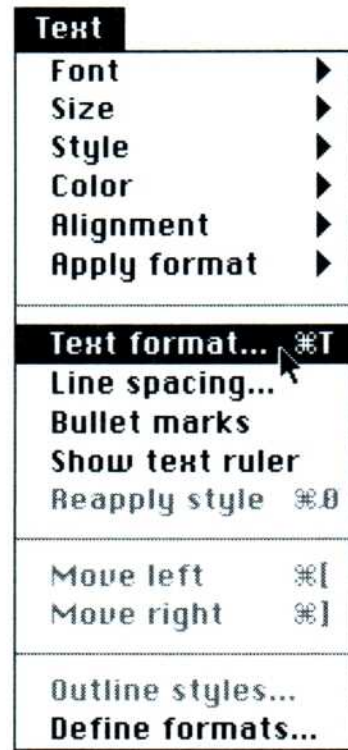 Text
Font ▶
Size ▶
Style ▶
Color ▶
Alignment ▶
Apply format ▶
Text format... ⌘T
Line spacing...
Bullet marks
Show text ruler
Reapply style ⌘0
Move left ⌘[
Move right ⌘]
Outline styles...
Define formats...